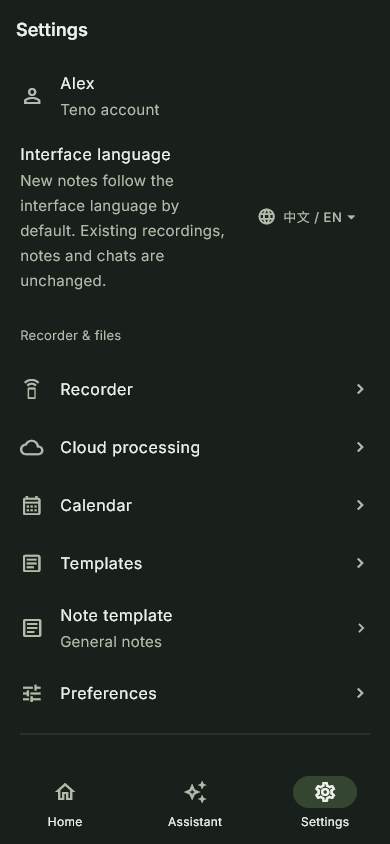 Settings
Alex
Teno account
Interface language
New notes follow the
interface language by
default. Existing recordings,
notes and chats are
unchanged.
中文 / EN
Recorder & files
Recorder
Cloud processing
Calendar
Templates
Note template
General notes
Preferences
Home
Assistant
Settings